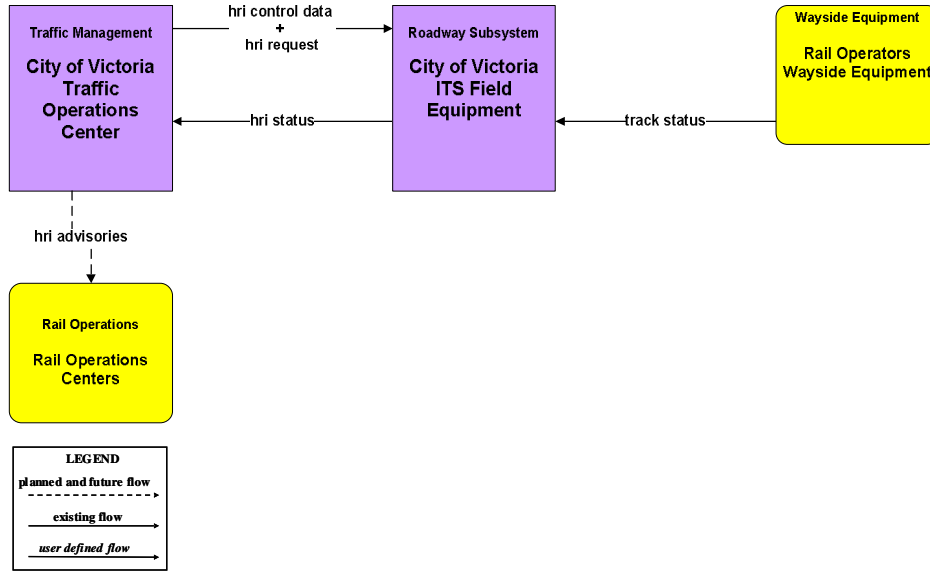 Traffic Management
City of Victoria
Traffic
Operations
Center
hri control data
+
hri request
Roadway Subsystem
City of Victoria
ITS Field
Equipment
Wayside Equipment
Rail Operators
Wayside Equipment
hri status
track status
hri advisories
Rail Operations
Rail Operations
Centers
LEGEND
planned and future flow
existing flow
user defined flow